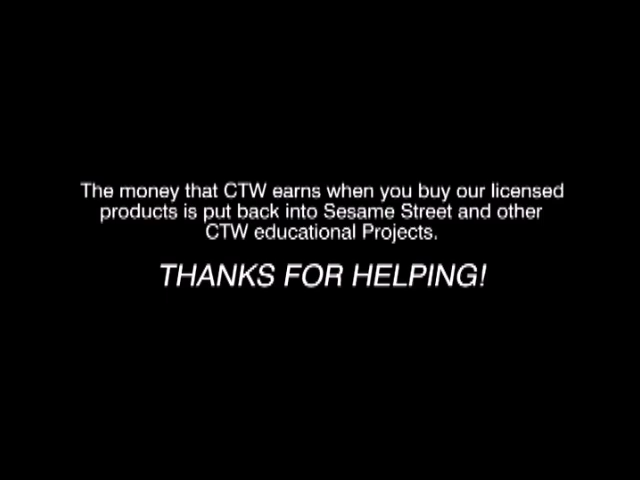 The money that CTW earns when you buy our licensed
products is put back into Sesame Street and other
CTW educational Projects.
THANKS FOR HELPING!